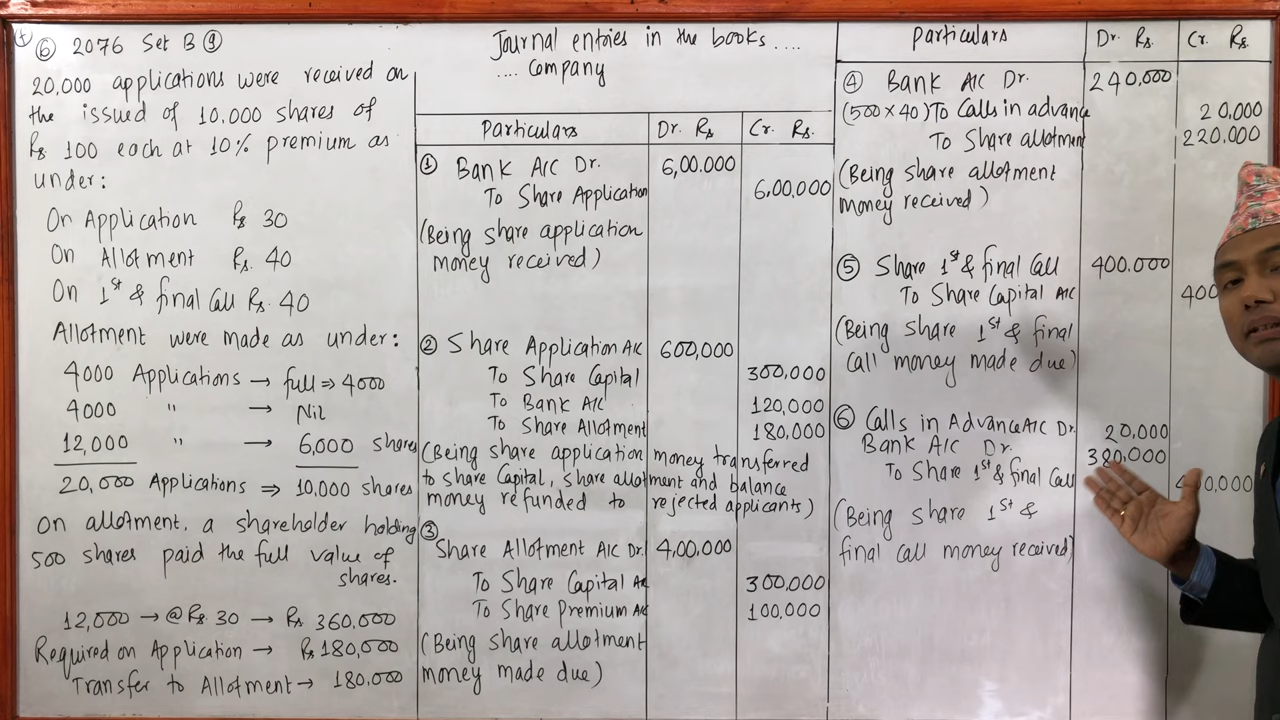 ⑥ 2076 Set B ⑨
20,000 applications were received on
the issued of 10,000 shares of
Rs 100 each at 10% premium as
under:
On Application Rs 30
On Allotment Rs. 40
On 1st & final Call Rs. 40
Allotment were made as under:
4000 Applications → full ⇒ 4000
4000 " → Nil
12,000 " → 6,000 shares
20,000 Applications ⇒ 10,000 shares
On allotment, a shareholder holding
500 shares paid the full value of
shares.
12,000 → @ Rs. 30 → Rs. 360,000
Required on Application → Rs 180,000
Transfer to Allotment → 180,000
Journal entries in the books ....
.... Company
Particulars Dr. Rs Cr. Rs.
① Bank A/C Dr. 6,00,000
To Share Application 6,00,000
(Being share application
money received)
② Share Application A/C 600,000
To Share Capital 300,000
To Bank A/C 120,000
To Share Allotment 180,000
(Being share application money transferred
to share Capital, share allotment and balance
money refunded to rejected applicants)
③
Share Allotment A/C Dr. 4,00,000
To Share Capital A/C 300,000
To Share Premium A/C 100,000
(Being share allotment
money made due)
Particulars Dr. Rs. Cr. Rs.
④ Bank A/C Dr. 240,000
(500 × 40) To Calls in advance 20,000
To Share allotment 220,000
(Being share allotment
money received)
⑤ Share 1st & final Call 400,000
To Share Capital A/C 400
(Being share 1st & final
Call money made due)
⑥ Calls in Advance A/C Dr. 20,000
Bank A/C Dr. 380,000
To Share 1st & final Call
(Being share 1st &
final call money received)